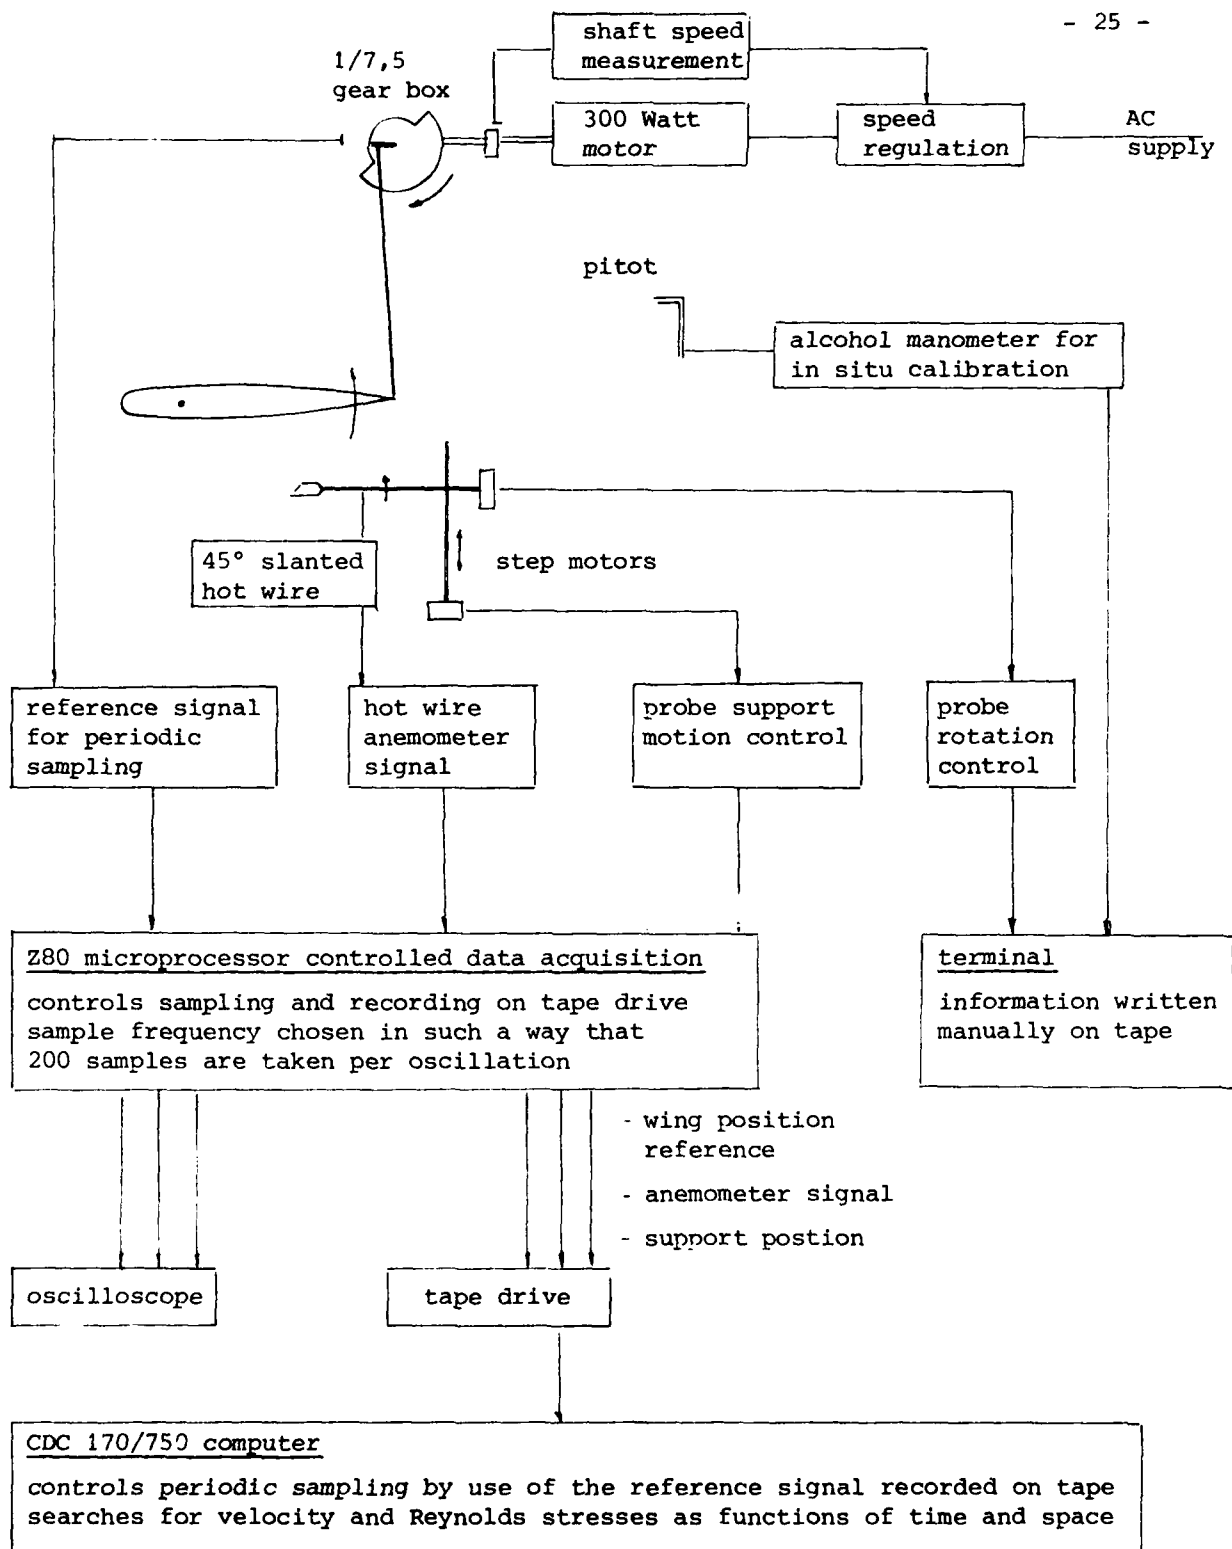 - 25 -
shaft speed
measurement
1/7,5
gear box
300 Watt
motor
speed
regulation
AC
supply
pitot
alcohol manometer for
in situ calibration
45° slanted
hot wire
step motors
reference signal
for periodic
sampling
hot wire
anemometer
signal
probe support
motion control
probe
rotation
control
Z80 microprocessor controlled data acquisition
controls sampling and recording on tape drive
sample frequency chosen in such a way that
200 samples are taken per oscillation
terminal
information written
manually on tape
- wing position
reference
- anemometer signal
- support postion
oscilloscope
tape drive
CDC 170/750 computer
controls periodic sampling by use of the reference signal recorded on tape
searches for velocity and Reynolds stresses as functions of time and space